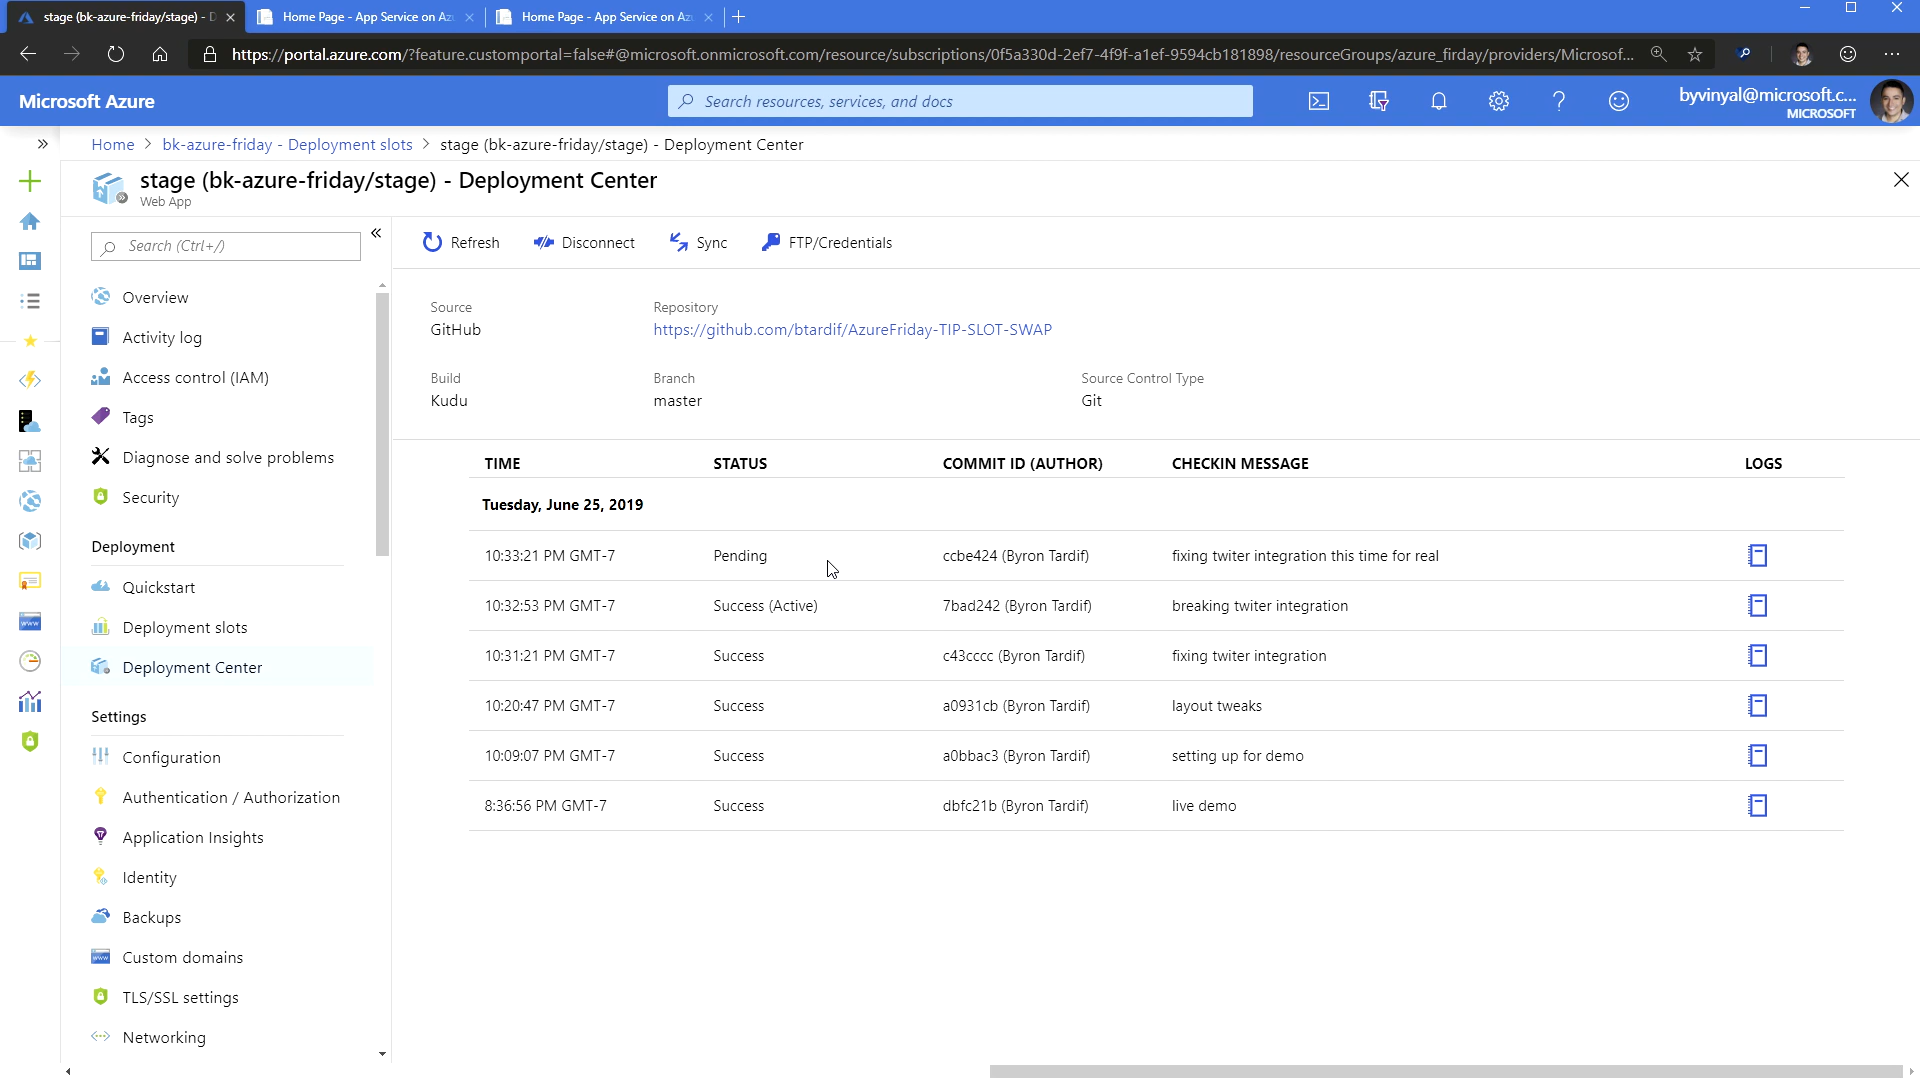 stage (bk-azure-friday/stage) - D
Home Page - App Service on Az
Home Page - App Service on Az
https://portal.azure.com/?feature.customportal=false#@microsoft.onmicrosoft.com/resource/subscriptions/0f5a330d-2ef7-4f9f-a1ef-9594cb181898/resourceGroups/azure_firday/providers/Microsof...
Microsoft Azure
Search resources, services, and docs
byvinyal@microsoft.c...
MICROSOFT
Home > bk-azure-friday - Deployment slots > stage (bk-azure-friday/stage) - Deployment Center
stage (bk-azure-friday/stage) - Deployment Center
Web App
Search (Ctrl+/)
Overview
Activity log
Access control (IAM)
Tags
Diagnose and solve problems
Security
Deployment
Quickstart
Deployment slots
Deployment Center
Settings
Configuration
Authentication / Authorization
Application Insights
Identity
Backups
Custom domains
TLS/SSL settings
Networking
Refresh Disconnect Sync FTP/Credentials
Source Repository
GitHub https://github.com/btardif/AzureFriday-TIP-SLOT-SWAP
Build Branch Source Control Type
Kudu master Git
TIME STATUS COMMIT ID (AUTHOR) CHECKIN MESSAGE LOGS
Tuesday, June 25, 2019
10:33:21 PM GMT-7 Pending ccbe424 (Byron Tardif) fixing twiter integration this time for real
10:32:53 PM GMT-7 Success (Active) 7bad242 (Byron Tardif) breaking twiter integration
10:31:21 PM GMT-7 Success c43cccc (Byron Tardif) fixing twiter integration
10:20:47 PM GMT-7 Success a0931cb (Byron Tardif) layout tweaks
10:09:07 PM GMT-7 Success a0bbac3 (Byron Tardif) setting up for demo
8:36:56 PM GMT-7 Success dbfc21b (Byron Tardif) live demo